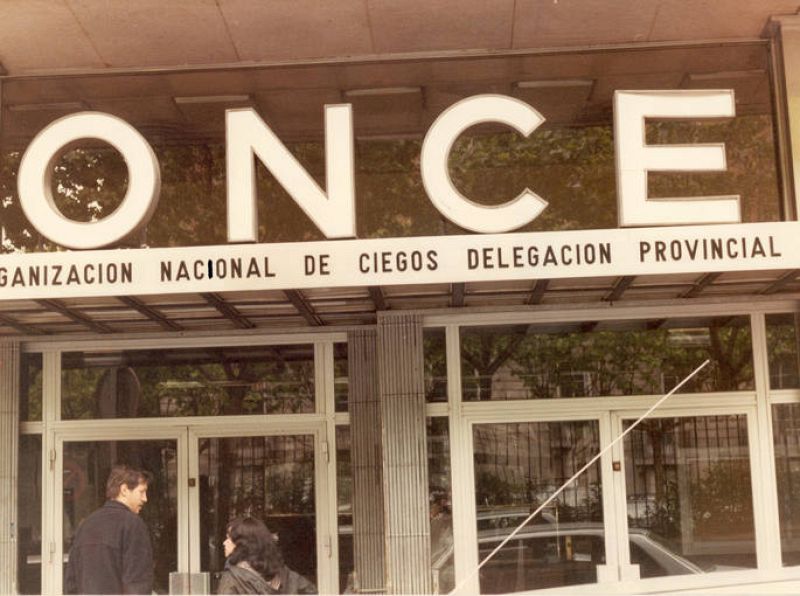 ONCE
GANIZACION NACIONAL DE CIEGOS DELEGACION PROVINCIAL